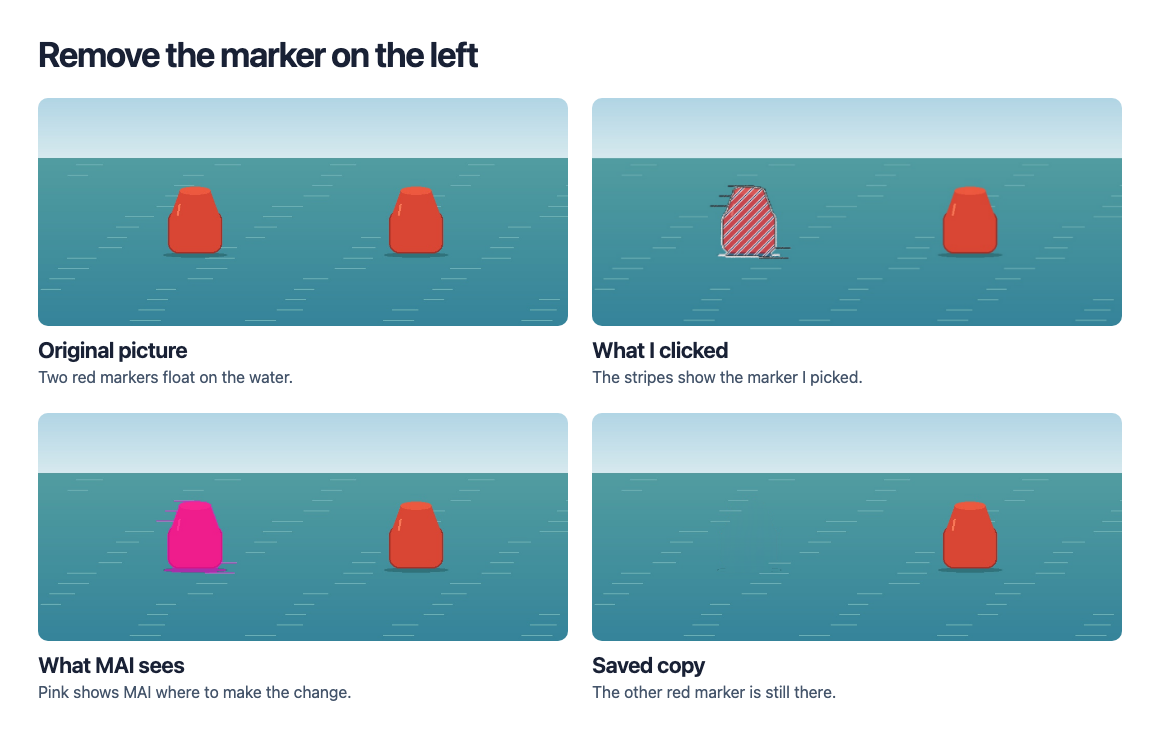 Remove the marker on the left
Original picture
Two red markers float on the water.
What I clicked
The stripes show the marker I picked.
What MAI sees
Pink shows MAI where to make the change.
Saved copy
The other red marker is still there.